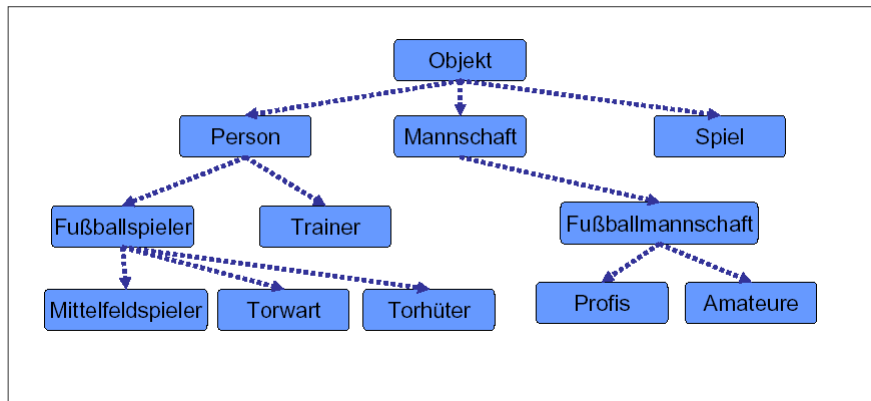 Objekt
Person
Mannschaft
Spiel
Fußballspieler
Trainer
Fußballmannschaft
Mittelfeldspieler
Torwart
Torhüter
Profis
Amateure